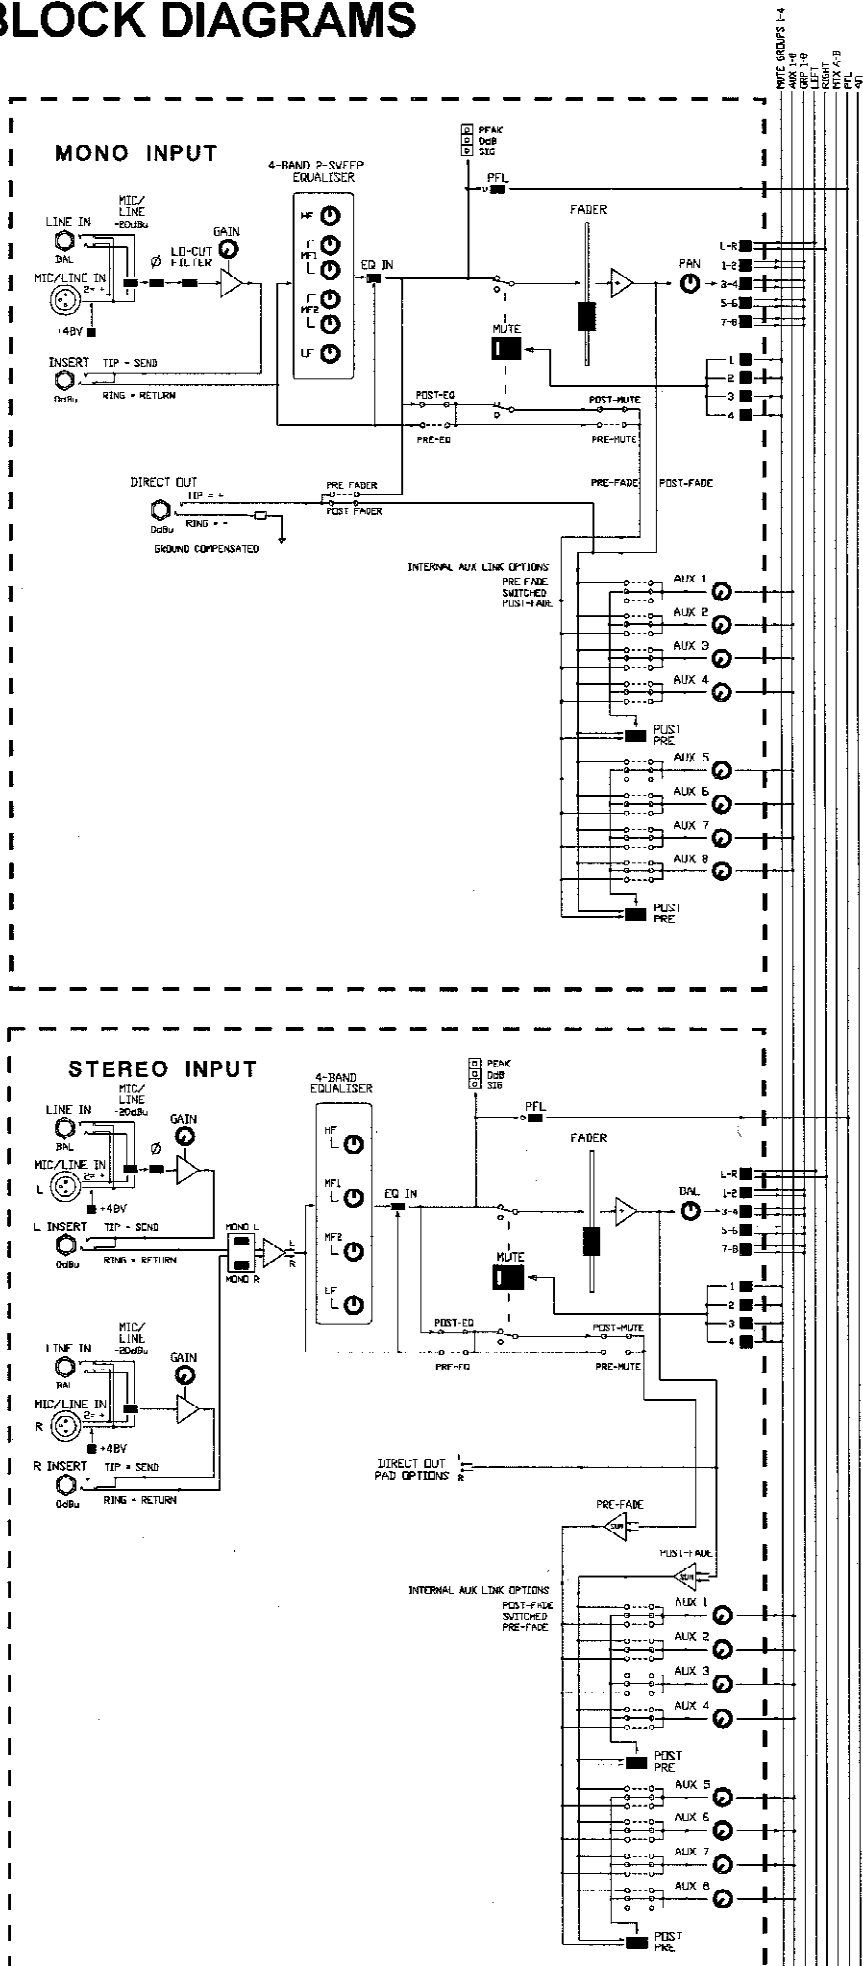 BLOCK DIAGRAMS
MUTE GROUPS 1-4
AUX 1-8
GRP 1-8
LEFT
RIGHT
MTX A-B
PFL
MONO INPUT
PEAK
0dB
SIG
4-BAND 2-SWEEP
EQUALISER
PFL
MIC/
LINE
-20dBu
LINE IN
BAL
GAIN
Ø
LO-CUT
FILTER
MIC/LINE IN
2= +
+48V
HF
MF1
MF2
LF
EQ IN
FADER
PAN
L-R
1-2
3-4
5-6
7-8
MUTE
1
2
3
4
INSERT
TIP = SEND
RING = RETURN
0dBu
POST-EQ
PRE-EQ
POST-MUTE
PRE-MUTE
DIRECT OUT
TIP = +
RING = -
0dBu
GROUND COMPENSATED
PRE FADER
POST FADER
PRE-FADE
POST-FADE
INTERNAL AUX LINK OPTIONS
PRE FADE
SWITCHED
POST-FADE
AUX 1
AUX 2
AUX 3
AUX 4
POST
PRE
AUX 5
AUX 6
AUX 7
AUX 8
POST
PRE
STEREO INPUT
PEAK
0dB
SIG
4-BAND
EQUALISER
PFL
MIC/
LINE
-20dBu
LINE IN
BAL
GAIN
Ø
MIC/LINE IN
L
2= +
+48V
L INSERT
TIP = SEND
RING = RETURN
0dBu
MONO L
MONO R
L
R
HF
MF1
MF2
LF
EQ IN
FADER
BAL
L-R
1-2
3-4
5-6
7-8
MUTE
1
2
3
4
POST-EQ
PRE-EQ
POST-MUTE
PRE-MUTE
MIC/
LINE
-20dBu
LINE IN
BAL
GAIN
MIC/LINE IN
R
2= +
+48V
R INSERT
TIP = SEND
RING = RETURN
0dBu
DIRECT OUT
PAD OPTIONS
L
R
PRE-FADE
SUM
POST-FADE
SUM
INTERNAL AUX LINK OPTIONS
POST-FADE
SWITCHED
PRE-FADE
AUX 1
AUX 2
AUX 3
AUX 4
POST
PRE
AUX 5
AUX 6
AUX 7
AUX 8
POST
PRE